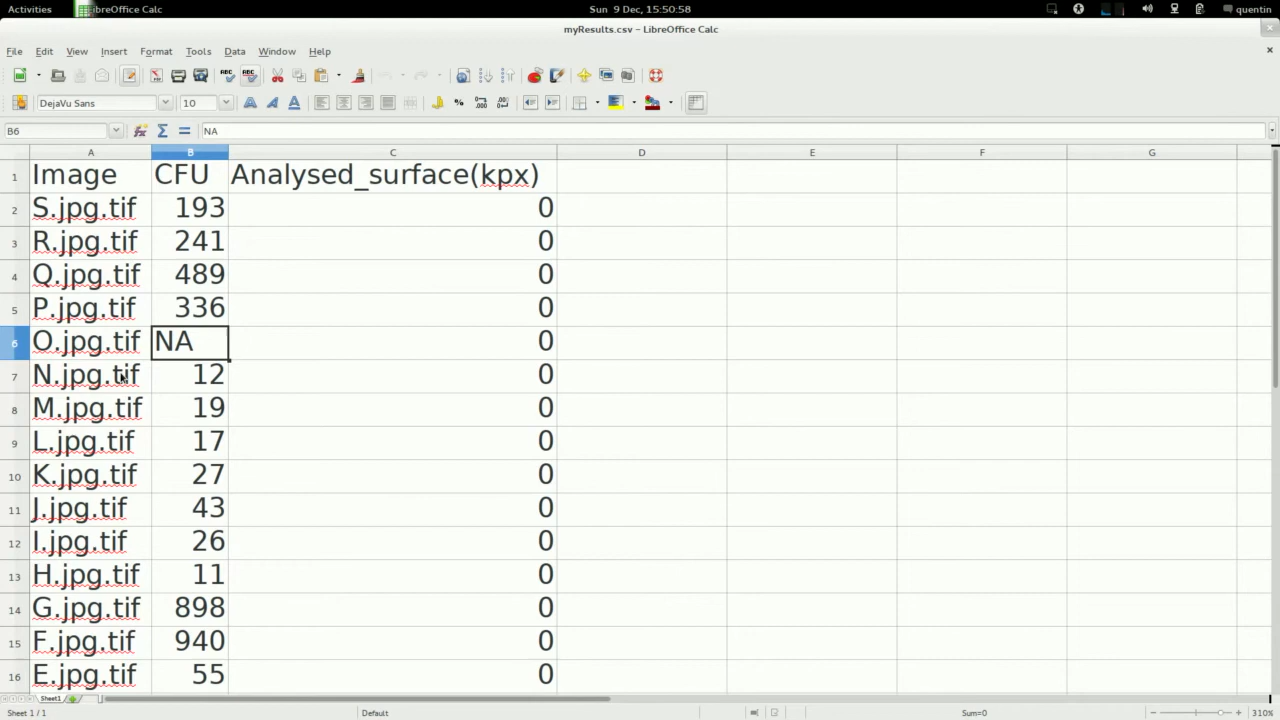 Activities LibreOffice Calc Sun 9 Dec, 15:50:58 quentin
myResults.csv - LibreOffice Calc
File Edit View Insert Format Tools Data Window Help
DejaVu Sans 10
B6 NA
A B C D E F G
1 Image CFU Analysed_surface(kpx)
2 S.jpg.tif 193 0
3 R.jpg.tif 241 0
4 Q.jpg.tif 489 0
5 P.jpg.tif 336 0
6 O.jpg.tif NA 0
7 N.jpg.tif 12 0
8 M.jpg.tif 19 0
9 L.jpg.tif 17 0
10 K.jpg.tif 27 0
11 J.jpg.tif 43 0
12 I.jpg.tif 26 0
13 H.jpg.tif 11 0
14 G.jpg.tif 898 0
15 F.jpg.tif 940 0
16 E.jpg.tif 55 0
Sheet1
Sheet 1 / 1 Default Sum=0 310%